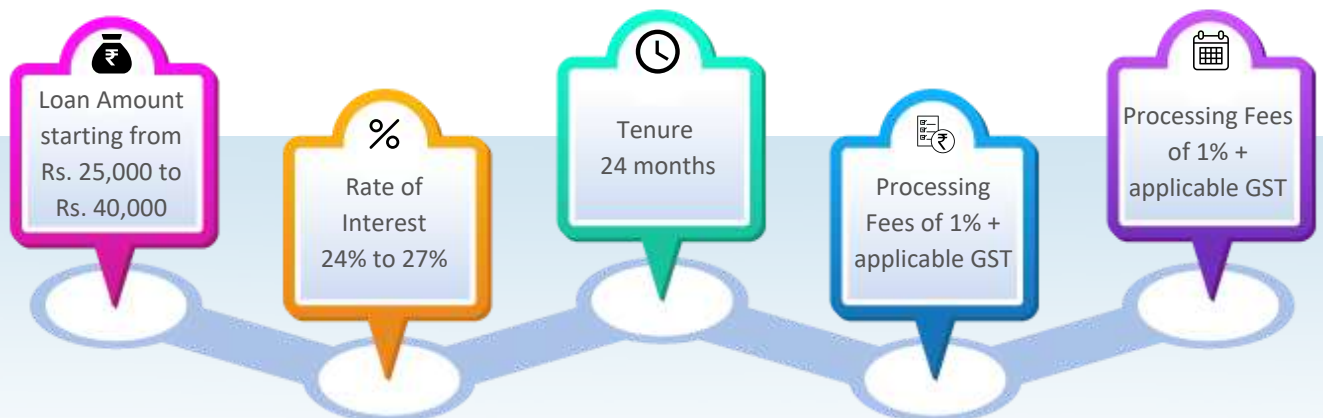 Loan Amount
starting from
Rs. 25,000 to
Rs. 40,000
%
Rate of
Interest
24% to 27%
Tenure
24 months
₹
Processing
Fees of 1% +
applicable GST
Processing Fees
of 1% +
applicable GST